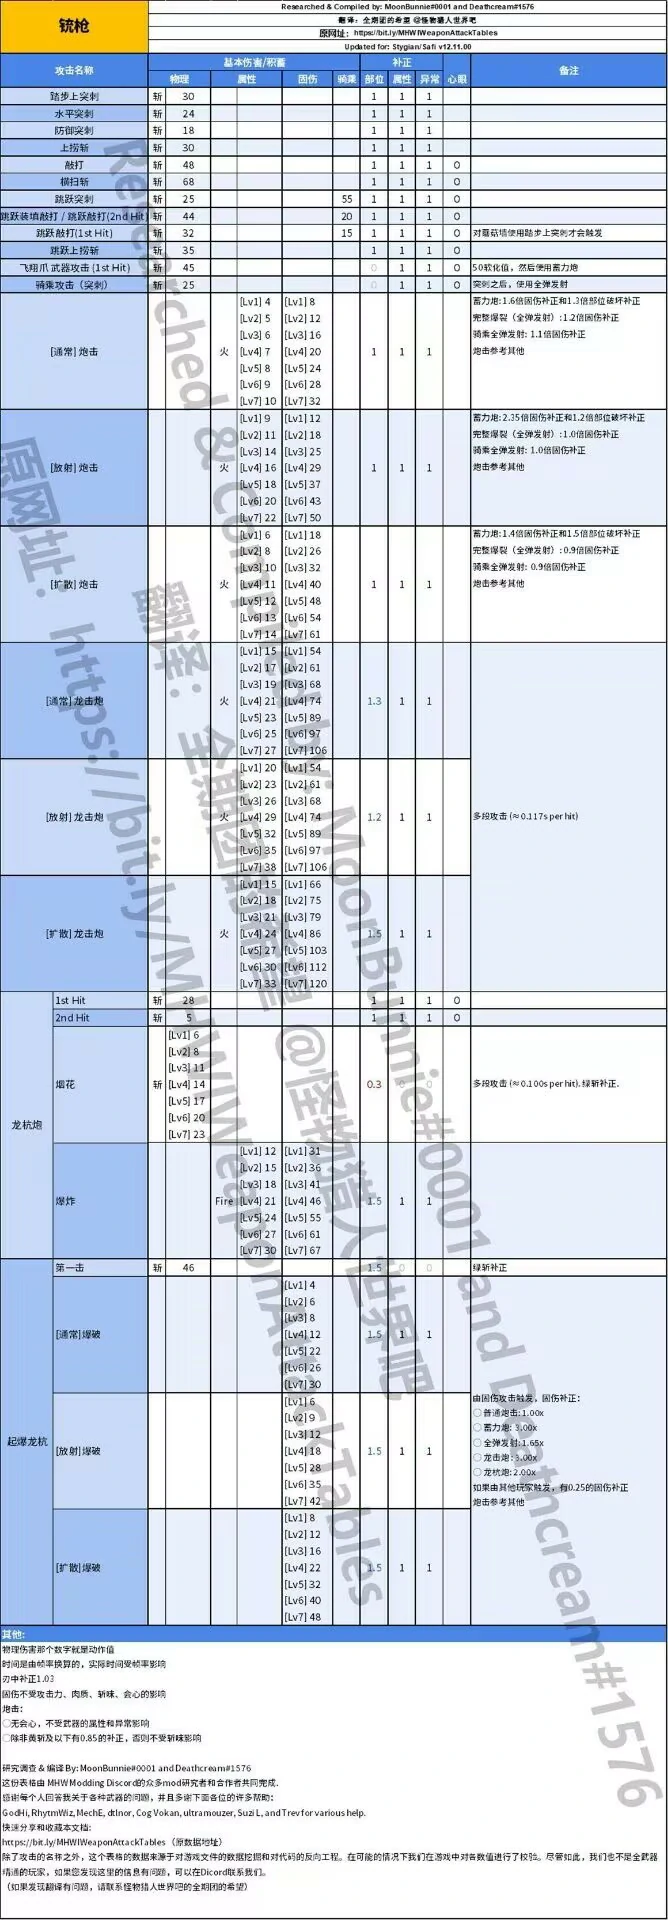 铳枪
Researched & Compiled by: MoonBunnie#0001 and Deathcream#1576
翻译: 全期团的希望 @怪物猎人世界吧
原网址: https://bit.ly/MHWIWeaponAttackTables
Updated for: Stygian/Safi v12.11.00
攻击名称 基本伤害/积蓄 补正 备注
物理 属性 固伤 骑乘 部位 属性 异常 心眼
踏步上突刺 斩 30 1 1 1
水平突刺 斩 24 1 1 1
防御突刺 斩 18 1 1 1
上捞斩 斩 30 1 1 1
敲打 斩 48 1 1 1 O
横扫斩 斩 68 1 1 1 O
跳跃突刺 斩 25 55 1 1 1 O
跳跃装填敲打 / 跳跃敲打(2nd Hit) 斩 44 20 1 1 1 O
跳跃敲打(1st Hit) 斩 32 15 1 1 1 O 对蘑菇墙使用踏步上突刺才会触发
跳跃上捞斩 斩 35 1 1 1 O
飞翔爪 武器攻击 (1st Hit) 斩 45 0 1 1 O 50软化值，然后使用蓄力炮
骑乘攻击（突刺） 斩 25 0 1 1 O 突刺之后，使用全弹发射
[通常] 炮击 火 1 1 1
[Lv1] 4 [Lv1] 8
[Lv2] 5 [Lv2] 12
[Lv3] 6 [Lv3] 16
[Lv4] 7 [Lv4] 20
[Lv5] 8 [Lv5] 24
[Lv6] 9 [Lv6] 28
[Lv7] 10 [Lv7] 32
蓄力炮: 1.6倍固伤补正和1.3倍部位破坏补正
完整爆裂（全弹发射）: 1.2倍固伤补正
骑乘全弹发射: 1.1倍固伤补正
炮击参考其他
[放射] 炮击 火 1 1 1
[Lv1] 9 [Lv1] 12
[Lv2] 11 [Lv2] 18
[Lv3] 14 [Lv3] 25
[Lv4] 16 [Lv4] 29
[Lv5] 18 [Lv5] 37
[Lv6] 20 [Lv6] 43
[Lv7] 22 [Lv7] 50
蓄力炮: 2.35倍固伤补正和1.2倍部位破坏补正
完整爆裂（全弹发射）: 1.0倍固伤补正
骑乘全弹发射: 1.0倍固伤补正
炮击参考其他
[扩散] 炮击 火 1 1 1
[Lv1] 6 [Lv1] 18
[Lv2] 8 [Lv2] 26
[Lv3] 10 [Lv3] 32
[Lv4] 11 [Lv4] 40
[Lv5] 12 [Lv5] 48
[Lv6] 13 [Lv6] 54
[Lv7] 14 [Lv7] 61
蓄力炮: 1.4倍固伤补正和1.5倍部位破坏补正
完整爆裂（全弹发射）: 0.9倍固伤补正
骑乘全弹发射: 0.9倍固伤补正
炮击参考其他
[通常] 龙击炮 火 1.3 1 1
[Lv1] 15 [Lv1] 54
[Lv2] 17 [Lv2] 61
[Lv3] 19 [Lv3] 68
[Lv4] 21 [Lv4] 74
[Lv5] 23 [Lv5] 89
[Lv6] 25 [Lv6] 97
[Lv7] 27 [Lv7] 106
[放射] 龙击炮 火 1.2 1 1 多段攻击 (≈ 0.117s per hit)
[Lv1] 20 [Lv1] 54
[Lv2] 23 [Lv2] 61
[Lv3] 26 [Lv3] 68
[Lv4] 29 [Lv4] 74
[Lv5] 32 [Lv5] 89
[Lv6] 35 [Lv6] 97
[Lv7] 38 [Lv7] 106
[扩散] 龙击炮 火 1.5 1 1
[Lv1] 15 [Lv1] 66
[Lv2] 18 [Lv2] 75
[Lv3] 21 [Lv3] 79
[Lv4] 24 [Lv4] 86
[Lv5] 27 [Lv5] 103
[Lv6] 30 [Lv6] 112
[Lv7] 33 [Lv7] 120
龙杭炮
1st Hit 斩 28 1 1 1 O
2nd Hit 斩 5 1 1 1 O
烟花 斩 0.3 0 0 多段攻击 (≈ 0.100s per hit). 绿斩补正.
[Lv1] 6
[Lv2] 8
[Lv3] 11
[Lv4] 14
[Lv5] 17
[Lv6] 20
[Lv7] 23
爆炸 Fire 1.5 1 1
[Lv1] 12 [Lv1] 31
[Lv2] 15 [Lv2] 36
[Lv3] 18 [Lv3] 41
[Lv4] 21 [Lv4] 46
[Lv5] 24 [Lv5] 55
[Lv6] 27 [Lv6] 61
[Lv7] 30 [Lv7] 67
起爆龙杭
第一击 斩 46 1.5 0 0 绿斩补正
[通常]爆破 1.5 1 1
[Lv1] 4
[Lv2] 6
[Lv3] 8
[Lv4] 12
[Lv5] 22
[Lv6] 26
[Lv7] 30
[放射]爆破 1.5 1 1
[Lv1] 6
[Lv2] 9
[Lv3] 12
[Lv4] 18
[Lv5] 28
[Lv6] 35
[Lv7] 42
由固伤攻击触发，固伤补正:
〇 普通炮击: 1.00x
〇 蓄力炮: 3.00x
〇 全弹发射: 1.65x
〇 龙击炮: 3.00x
〇 龙杭炮: 2.00x
如果由其他玩家触发，有0.25的固伤补正
炮击参考其他
[扩散]爆破 1.5 1 1
[Lv1] 8
[Lv2] 12
[Lv3] 16
[Lv4] 22
[Lv5] 32
[Lv6] 40
[Lv7] 48
其他:
物理伤害那个数字就是动作值
时间是由帧率换算的，实际时间受帧率影响
刃中补正1.03
固伤不受攻击力、肉质、斩味、会心的影响
炮击:
〇无会心，不受武器的属性和异常影响
〇除非黄斩及以下有0.85的补正，否则不受斩味影响
研究调查 & 编译 By: MoonBunnie#0001 and Deathcream#1576
这份表格由 MHW Modding Discord的众多mod研究者和合作者共同完成.
感谢每个人回答我关于各种武器的问题，并且多谢下面各位的许多帮助:
GodHi, RhytmWiz, MechE, dtlnor, Cog Vokan, ultramouzer, Suzi L, and Trev for various help.
快速分享和收藏本文档:
https://bit.ly/MHWIWeaponAttackTables （原数据地址）
除了攻击的名称之外，这个表格的数据来源于对游戏文件的数据挖掘和对代码的反向工程。在可能的情况下我们在游戏中对各数值进行了校验。尽管如此，我们也不是全武器
精通的玩家，如果您发现这里的信息有问题，可以在Dicord联系我们。
（如果发现翻译有问题，请联系怪物猎人世界吧的全期团的希望）
Researched & Compiled by: MoonBunnie#0001 and Deathcream#1576
翻译: 全期团的希望 @怪物猎人世界吧
原网址: https://bit.ly/MHWIWeaponAttackTables